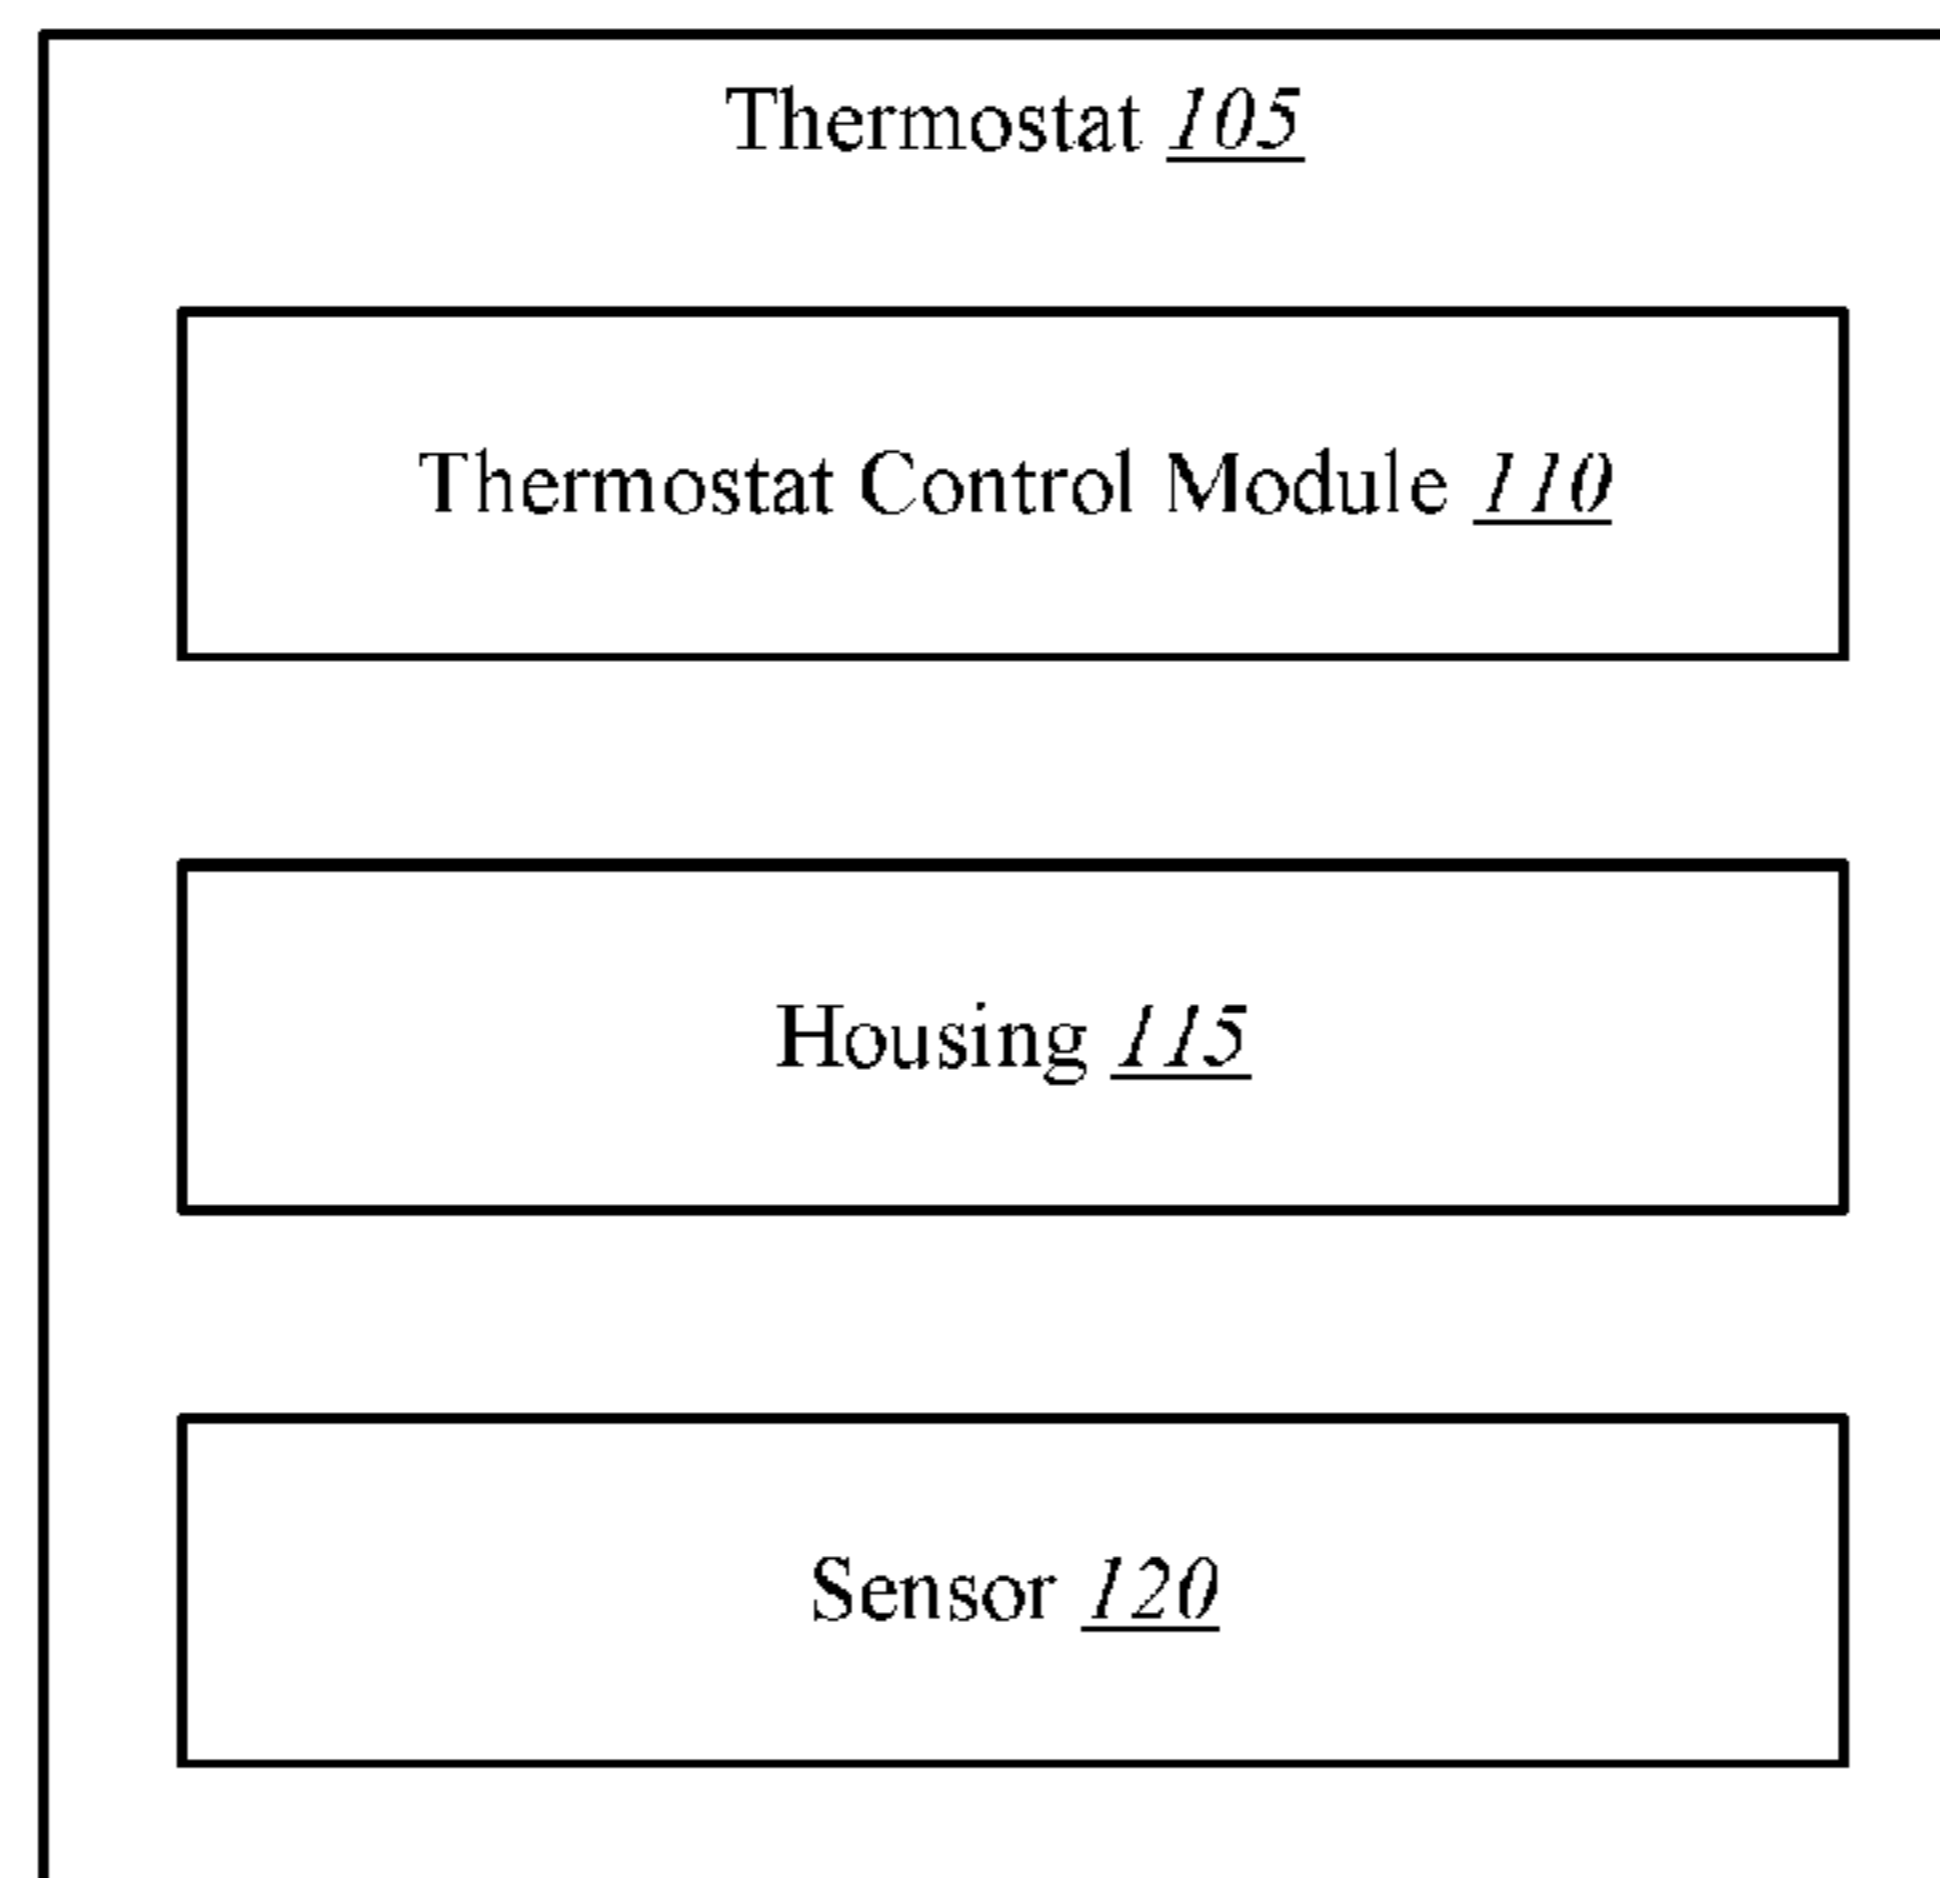 Thermostat 105
Thermostat Control Module 110
Housing 115
Sensor 120